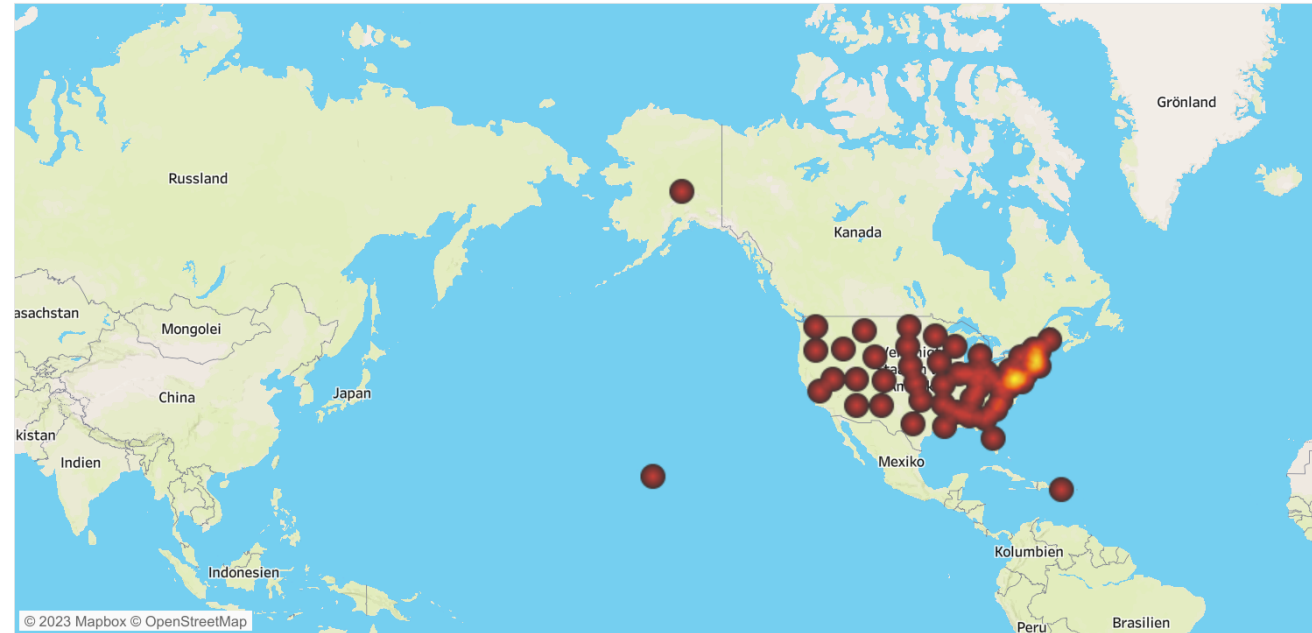 Grönland
Russland
Kanada
asachstan
Mongolei
Japan
China
kistan
Indien
Mexiko
Kolumbien
Indonesien
Brasilien
Peru
© 2023 Mapbox © OpenStreetMap